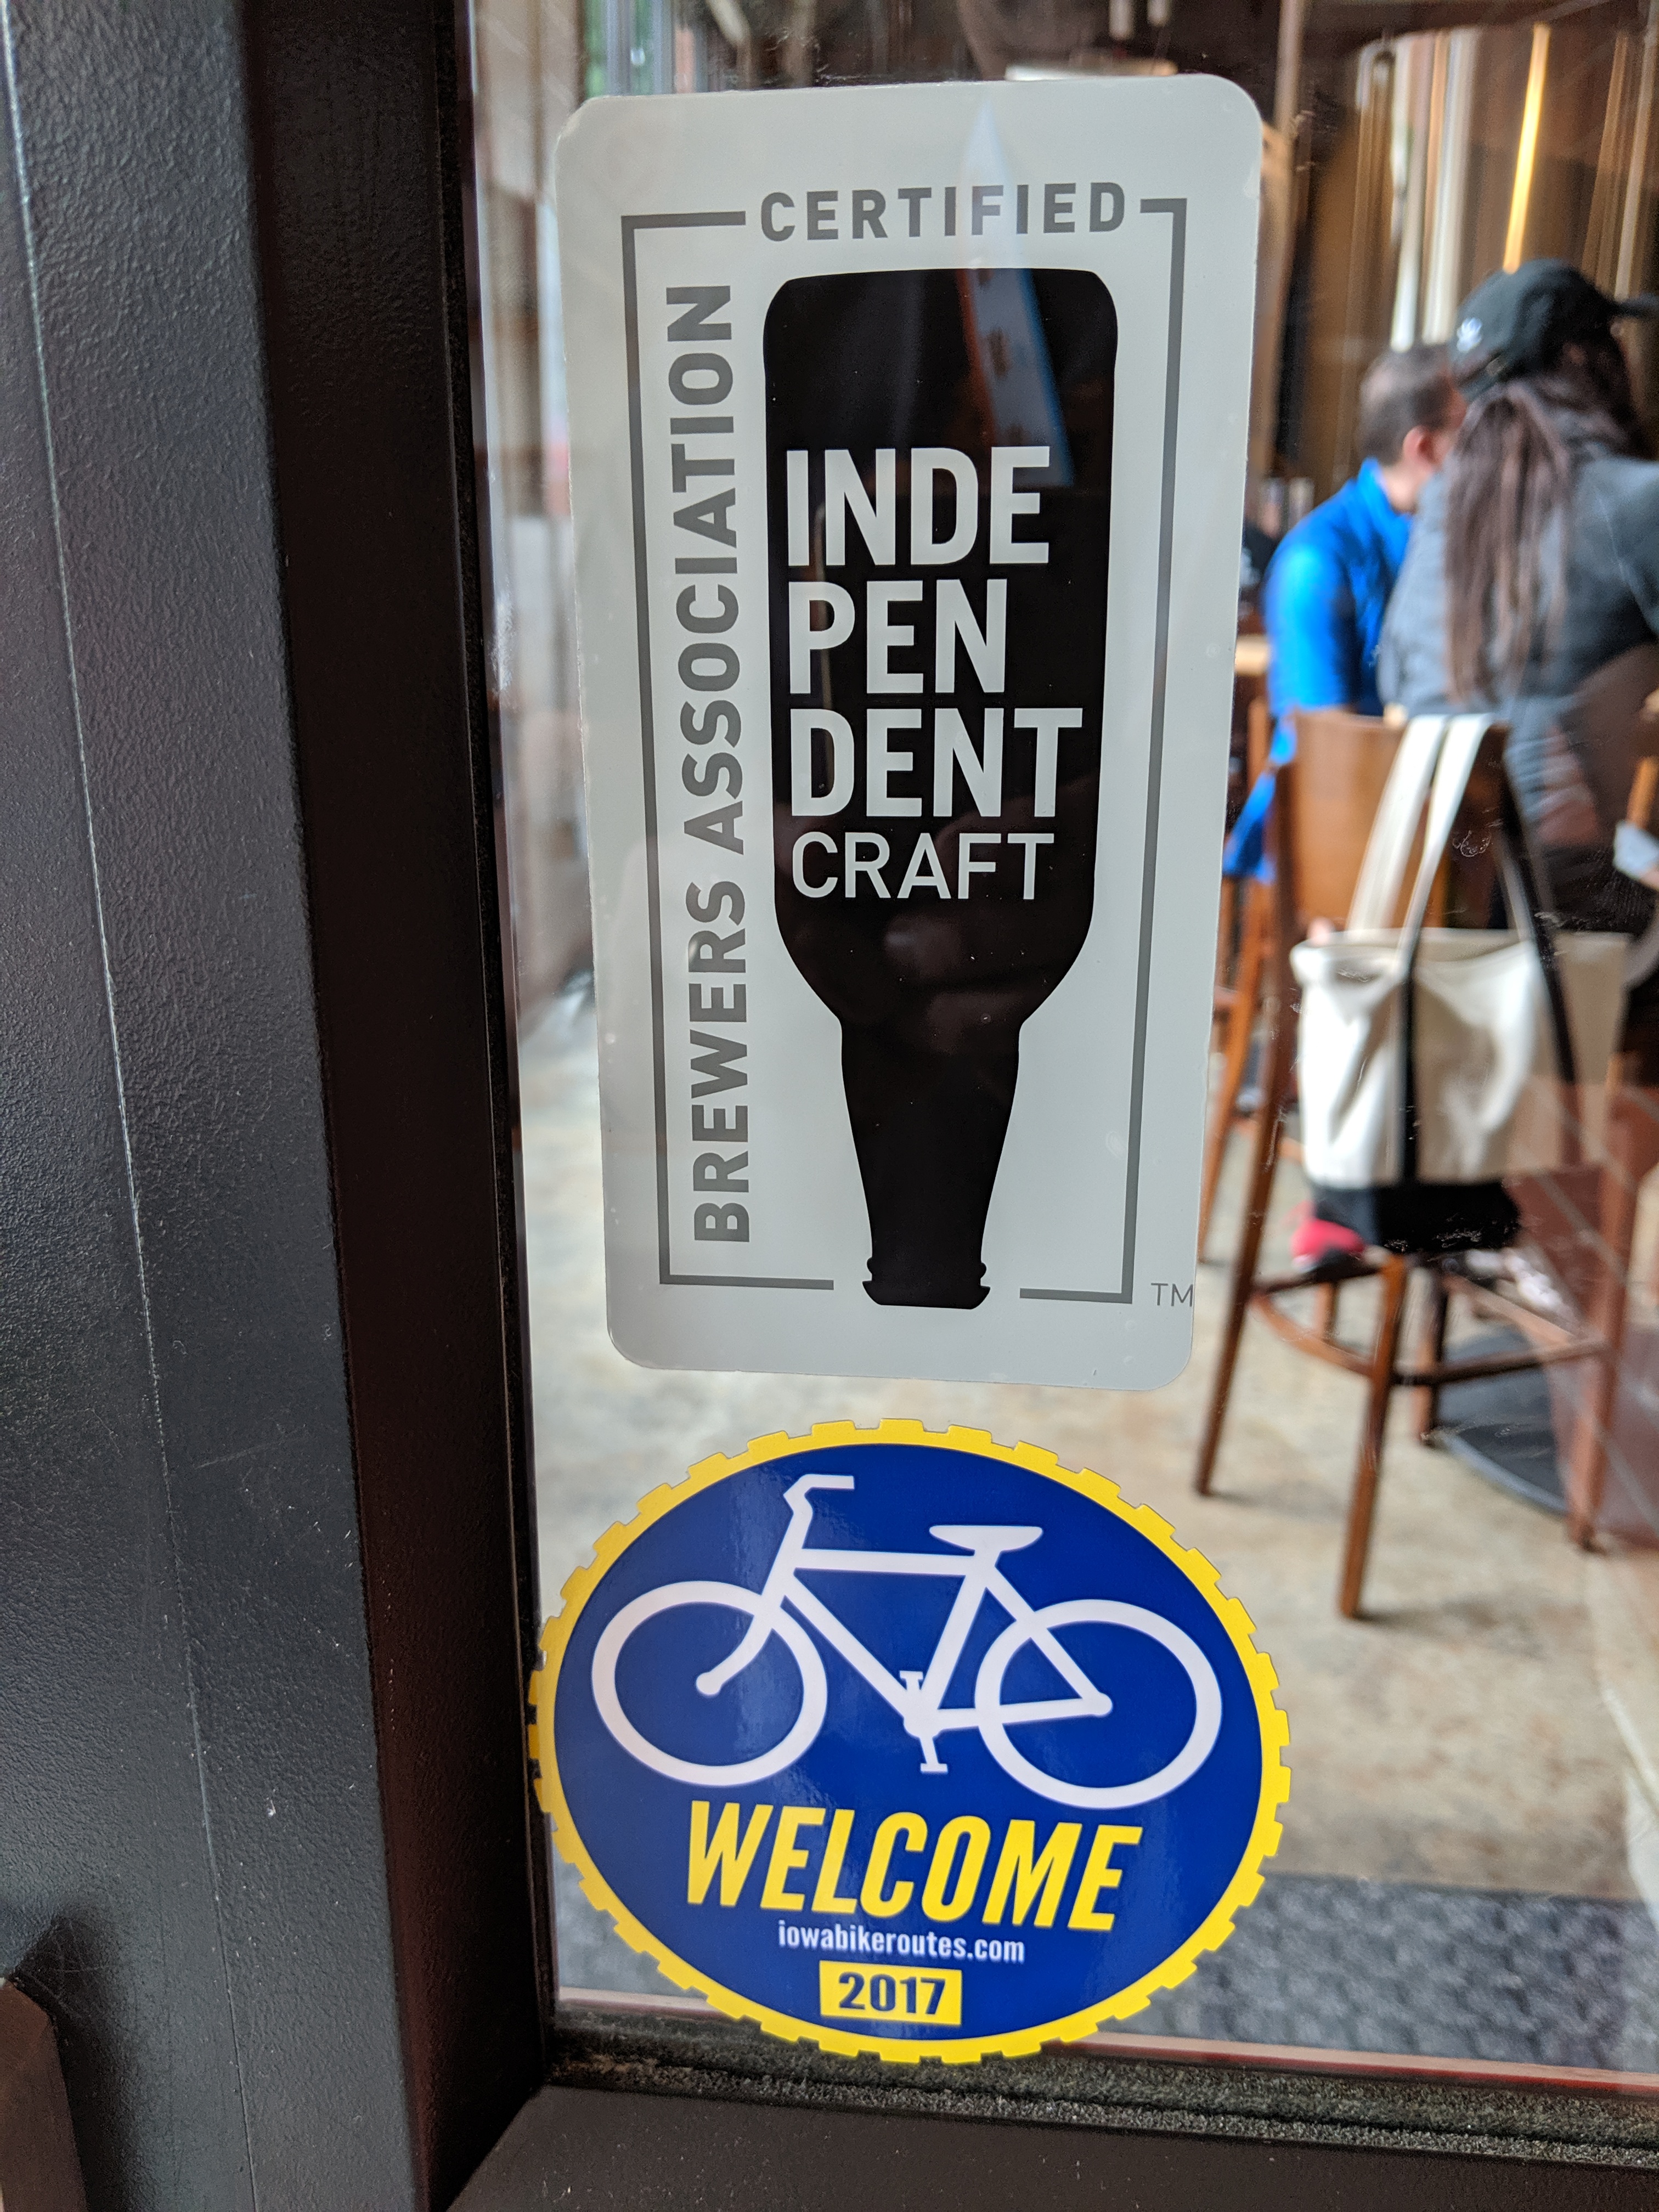 CERTIFIED
BREWERS ASSOCIATION
INDE
PEN
DENT
CRAFT
TM
WELCOME
iowabikeroutes.com
2017